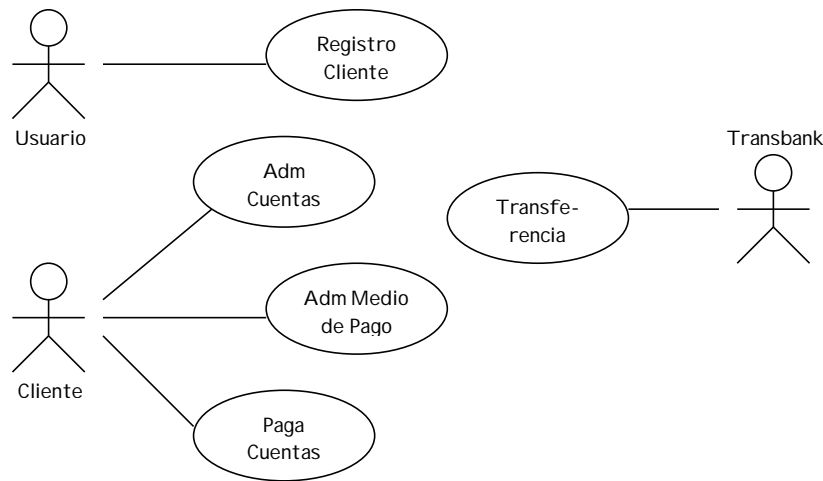 Registro
Cliente
Usuario
Transbank
Adm
Cuentas
Transfe-
rencia
Adm Medio
de Pago
Cliente
Paga
Cuentas